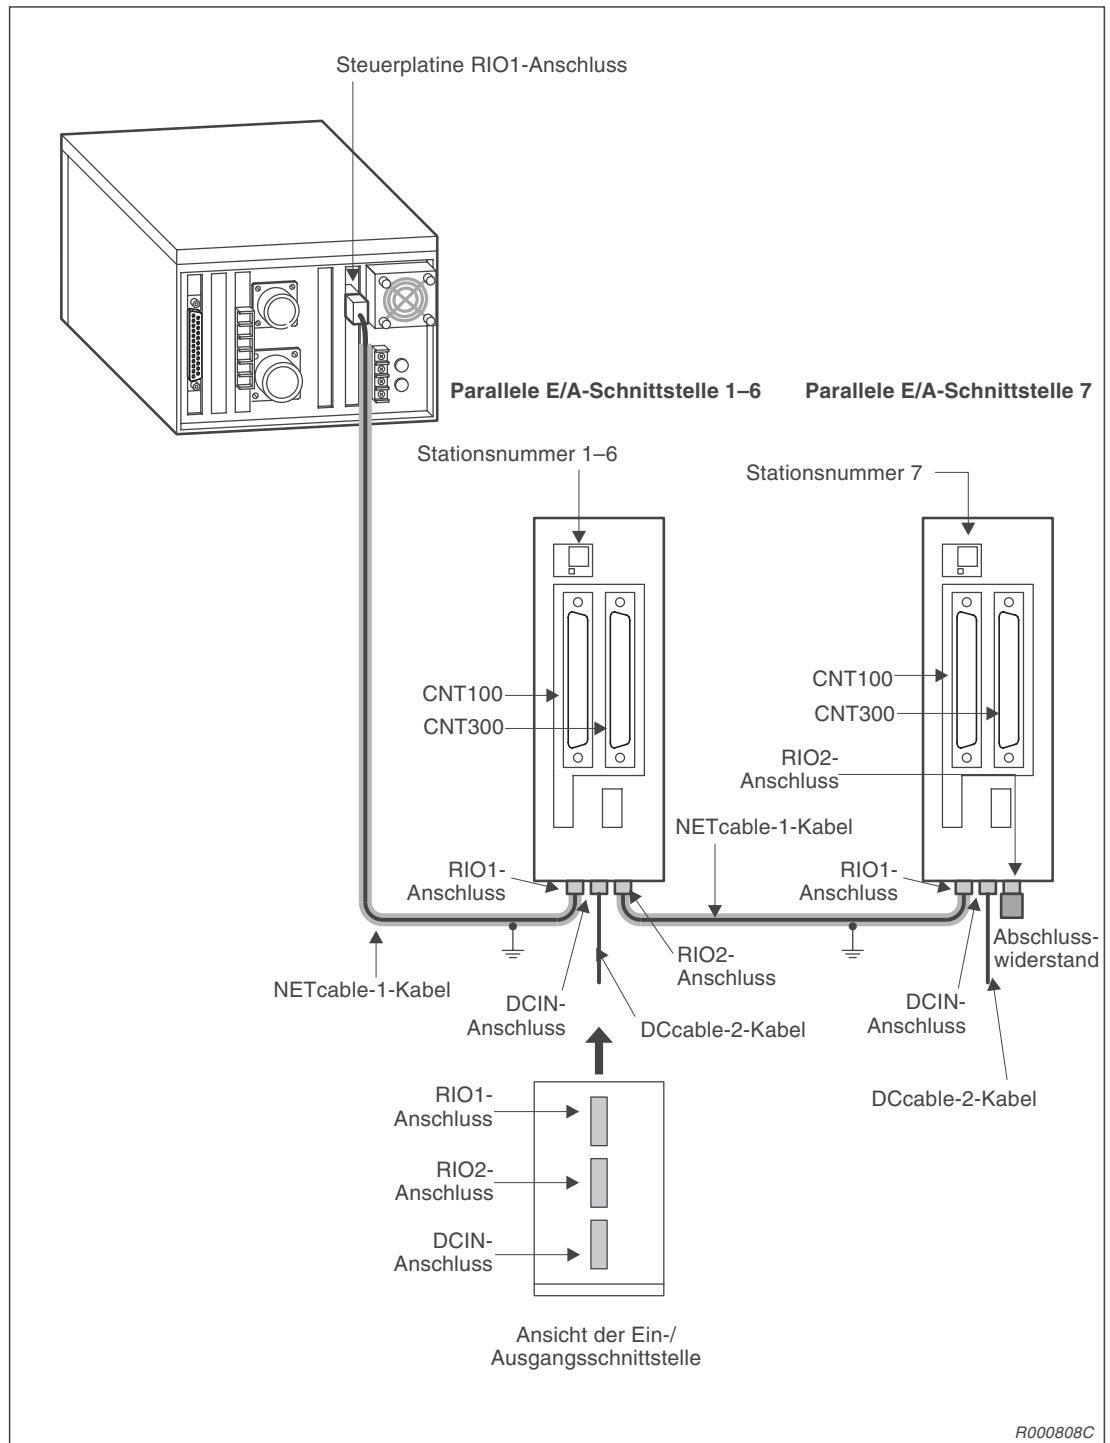 Steuerplatine RIO1-Anschluss
Parallele E/A-Schnittstelle 1–6
Parallele E/A-Schnittstelle 7
Stationsnummer 1–6
Stationsnummer 7
CNT100
CNT300
CNT100
CNT300
RIO2-
Anschluss
NETcable-1-Kabel
RIO1-
Anschluss
RIO1-
Anschluss
NETcable-1-Kabel
DCIN-
Anschluss
RIO2-
Anschluss
DCcable-2-Kabel
Abschluss-
widerstand
DCIN-
Anschluss
DCcable-2-Kabel
RIO1-
Anschluss
RIO2-
Anschluss
DCIN-
Anschluss
Ansicht der Ein-/
Ausgangsschnittstelle
R000808C